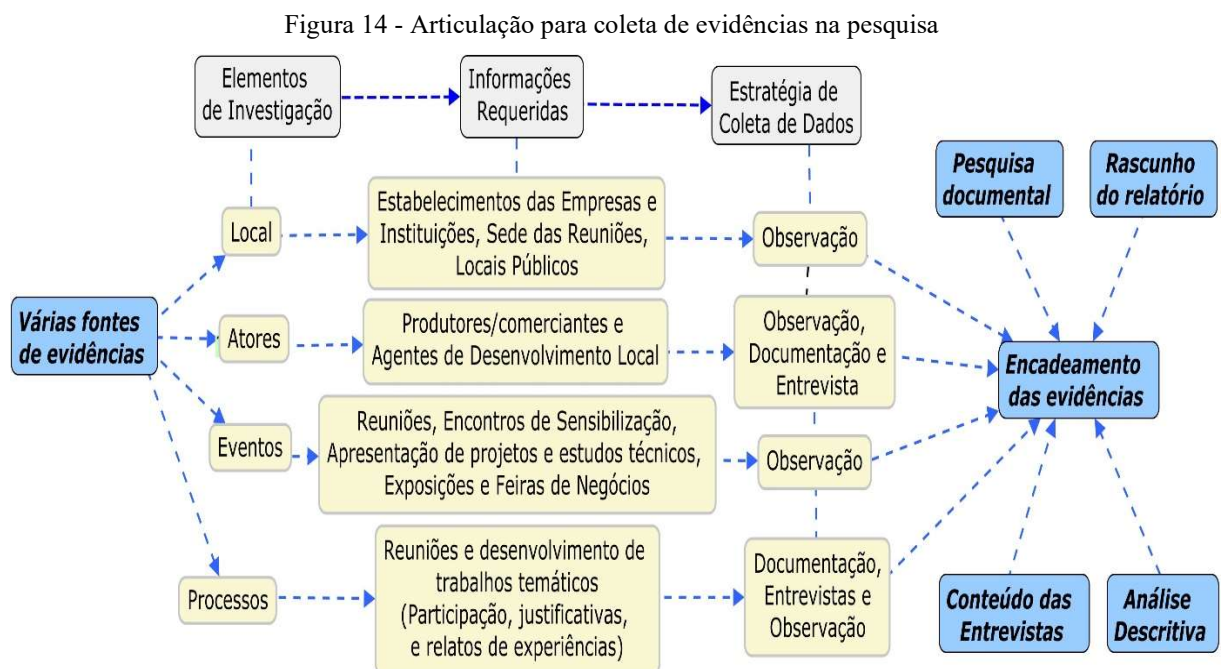 Figura 14 - Articulação para coleta de evidências na pesquisa
Elementos
de Investigação
Informações
Requeridas
Estratégia de
Coleta de Dados
Várias fontes
de evidências
Local
Estabelecimentos das Empresas e
Instituições, Sede das Reuniões,
Locais Públicos
Observação
Atores
Produtores/comerciantes e
Agentes de Desenvolvimento Local
Observação,
Documentação e
Entrevista
Eventos
Reuniões, Encontros de Sensibilização,
Apresentação de projetos e estudos técnicos,
Exposições e Feiras de Negócios
Observação
Processos
Reuniões e desenvolvimento de
trabalhos temáticos
(Participação, justificativas,
e relatos de experiências)
Documentação,
Entrevistas e
Observação
Pesquisa
documental
Rascunho
do relatório
Encadeamento
das evidências
Conteúdo das
Entrevistas
Análise
Descritiva